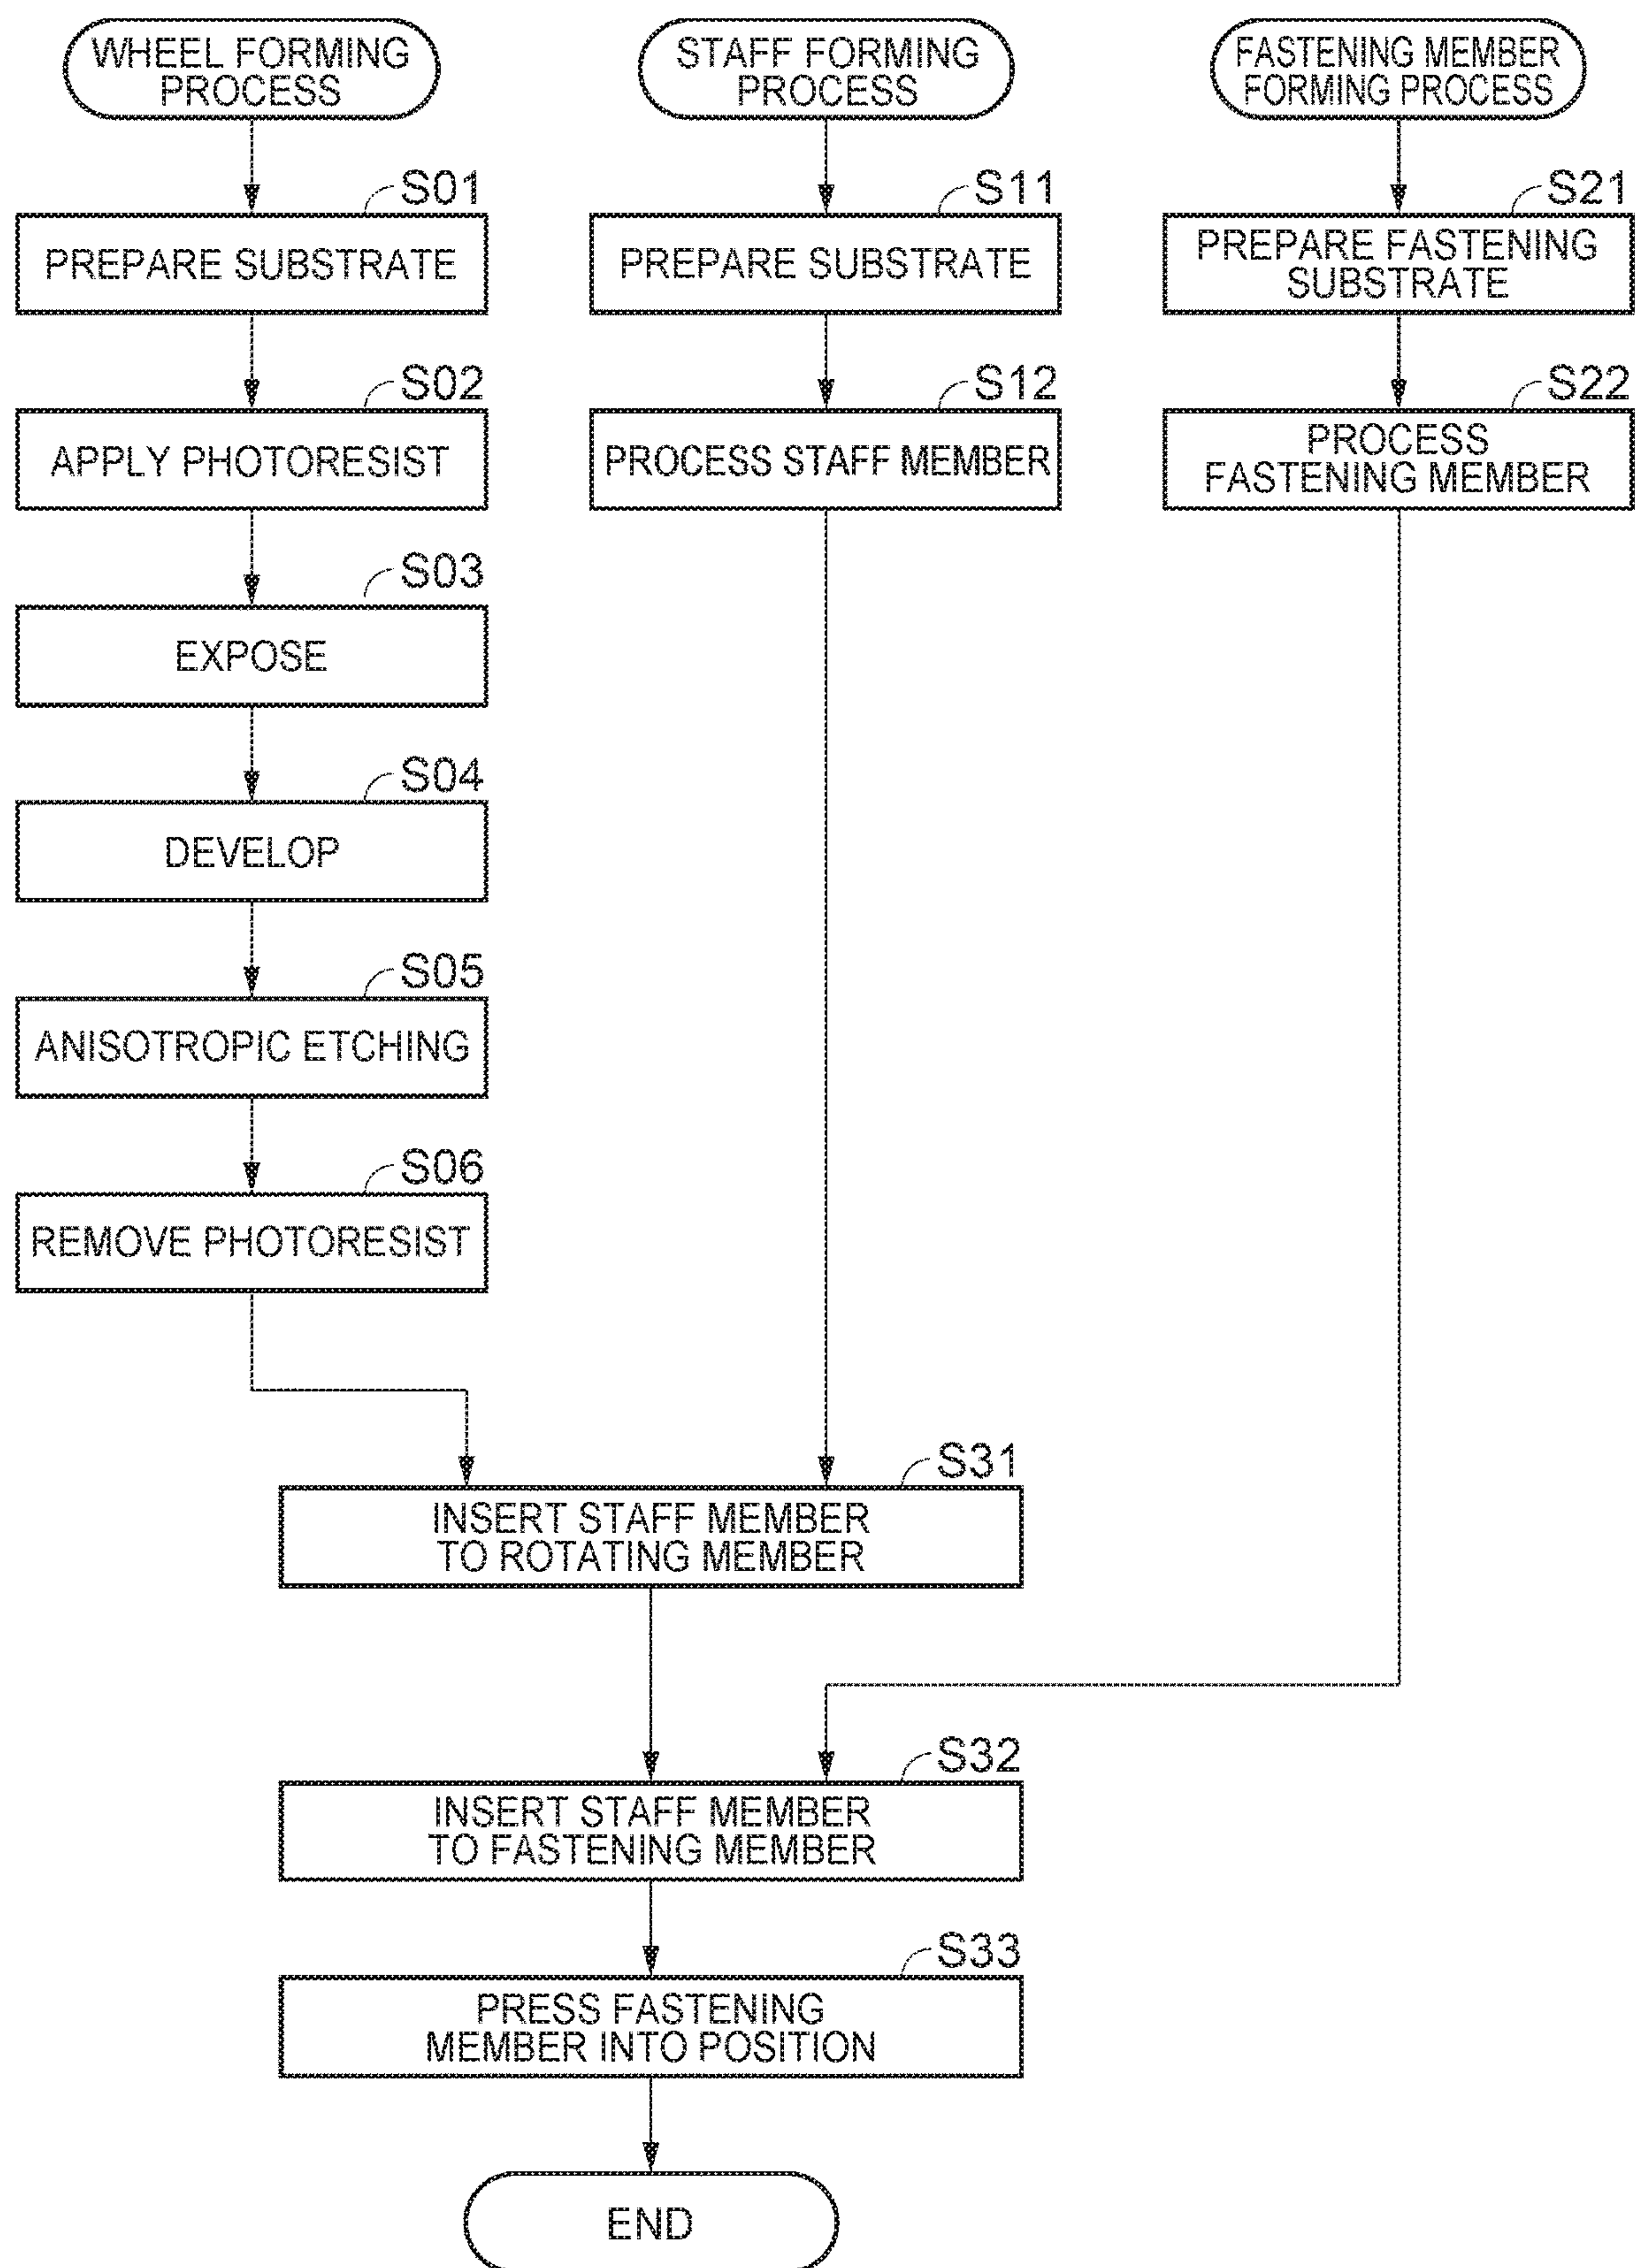 WHEEL FORMING
PROCESS
S01
PREPARE SUBSTRATE
S02
APPLY PHOTORESIST
S03
EXPOSE
S04
DEVELOP
S05
ANISOTROPIC ETCHING
S06
REMOVE PHOTORESIST
STAFF FORMING
PROCESS
S11
PREPARE SUBSTRATE
S12
PROCESS STAFF MEMBER
FASTENING MEMBER
FORMING PROCESS
S21
PREPARE FASTENING
SUBSTRATE
S22
PROCESS
FASTENING MEMBER
S31
INSERT STAFF MEMBER
TO ROTATING MEMBER
S32
INSERT STAFF MEMBER
TO FASTENING MEMBER
S33
PRESS FASTENING
MEMBER INTO POSITION
END